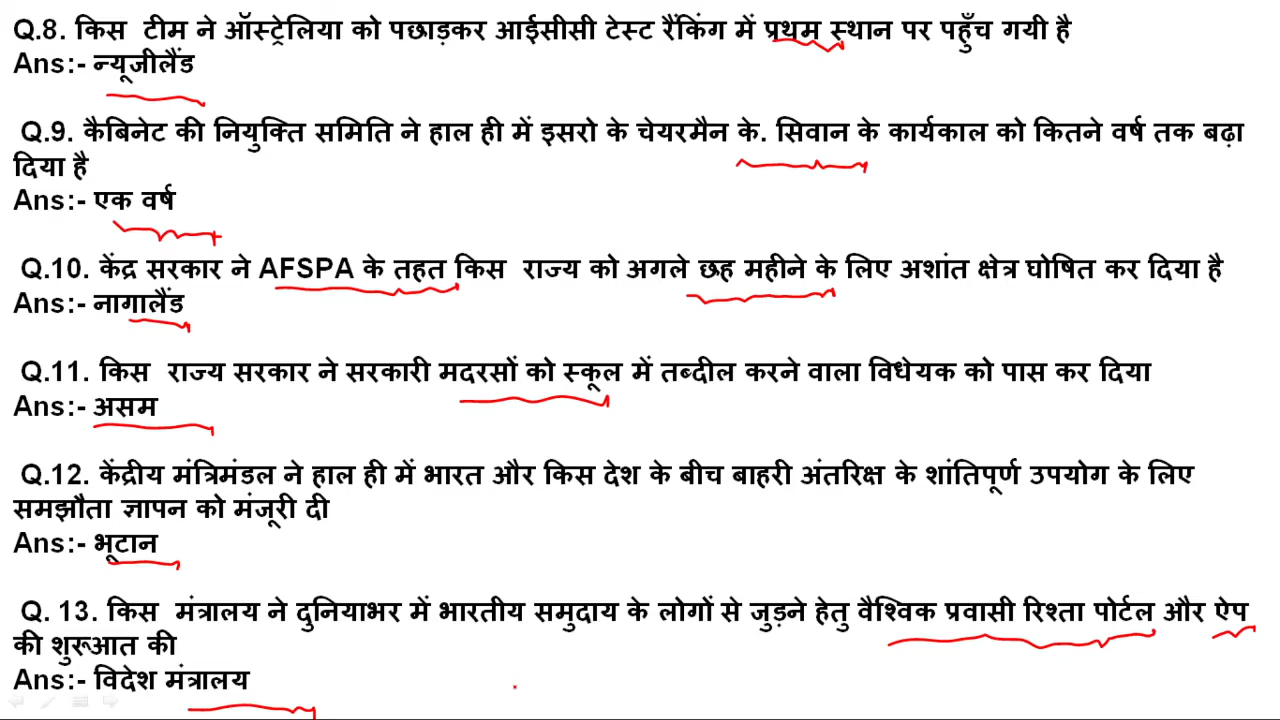 Q.8. किस टीम ने ऑस्ट्रेलिया को पछाड़कर आईसीसी टेस्ट रैंकिंग में प्रथम स्थान पर पहुँच गयी है
Ans:- न्यूजीलैंड
Q.9. कैबिनेट की नियुक्ति समिति ने हाल ही में इसरो के चेयरमैन के. सिवान के कार्यकाल को कितने वर्ष तक बढ़ा
दिया है
Ans:- एक वर्ष
Q.10. केंद्र सरकार ने AFSPA के तहत किस राज्य को अगले छह महीने के लिए अशांत क्षेत्र घोषित कर दिया है
Ans:- नागालैंड
Q.11. किस राज्य सरकार ने सरकारी मदरसों को स्कूल में तब्दील करने वाला विधेयक को पास कर दिया
Ans:- असम
Q.12. केंद्रीय मंत्रिमंडल ने हाल ही में भारत और किस देश के बीच बाहरी अंतरिक्ष के शांतिपूर्ण उपयोग के लिए
समझौता ज्ञापन को मंजूरी दी
Ans:- भूटान
Q. 13. किस मंत्रालय ने दुनियाभर में भारतीय समुदाय के लोगों से जुड़ने हेतु वैश्विक प्रवासी रिश्ता पोर्टल और ऐप
की शुरूआत की
Ans:- विदेश मंत्रालय